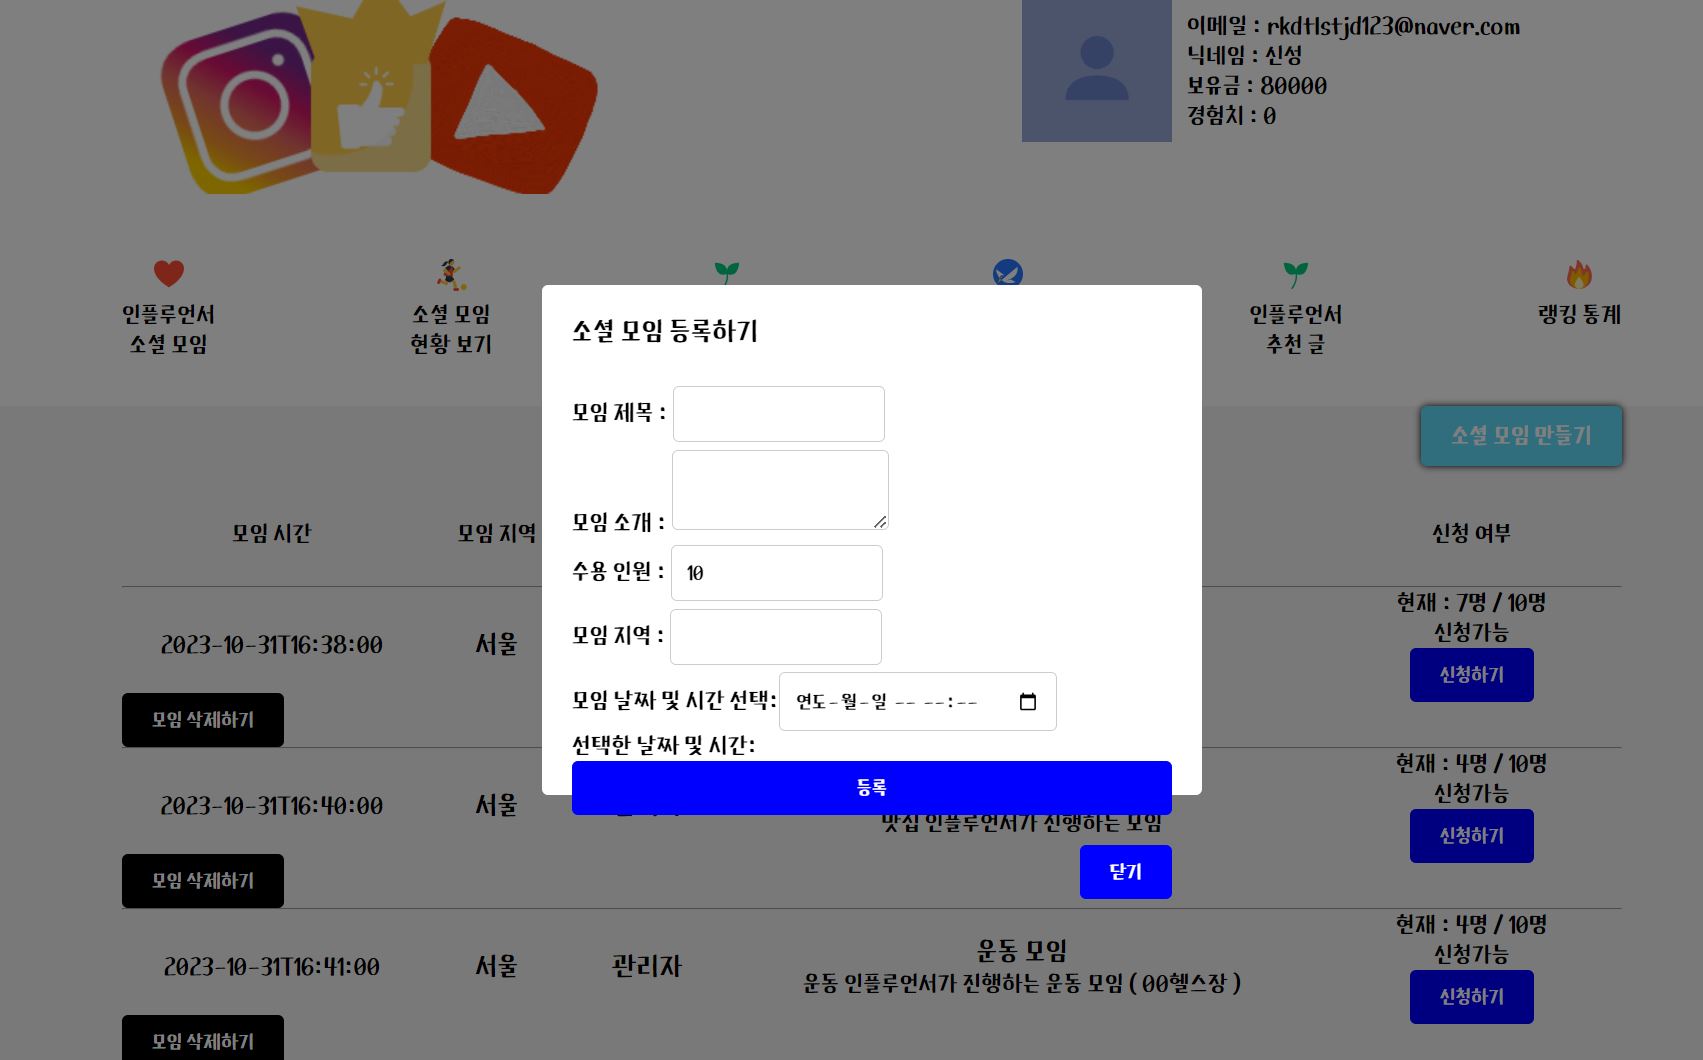 이메일 : rkdtlstjd123@naver.com
닉네임 : 신성
보유금 : 80000
경험치 : 0
인플루언서
소셜 모임
소셜 모임
현황 보기
인플루언서
추천 글
랭킹 통계
소셜 모임 만들기
모임 시간
모임 지역
신청 여부
2023-10-31T16:38:00
서울
현재 : 7명 / 10명
신청가능
신청하기
모임 삭제하기
소셜 모임 등록하기
모임 제목 :
모임 소개 :
수용 인원 : 10
모임 지역 :
모임 날짜 및 시간 선택: 연도-월-일 -- --:--
선택한 날짜 및 시간:
등록
닫기
2023-10-31T16:40:00
서울
맛집 인플루언서가 진행하는 모임
현재 : 4명 / 10명
신청가능
신청하기
모임 삭제하기
2023-10-31T16:41:00
서울
관리자
운동 모임
운동 인플루언서가 진행하는 운동 모임 ( 00헬스장 )
현재 : 4명 / 10명
신청가능
신청하기
모임 삭제하기